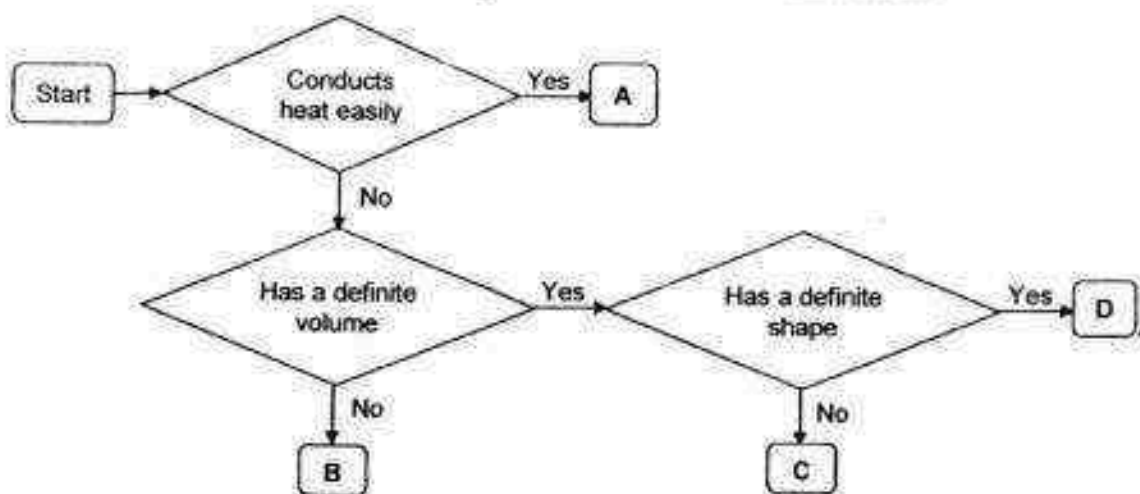 Start
Conducts
heat easily
Yes
A
No
Has a definite
volume
Yes
Has a definite
shape
Yes
D
No
B
No
C